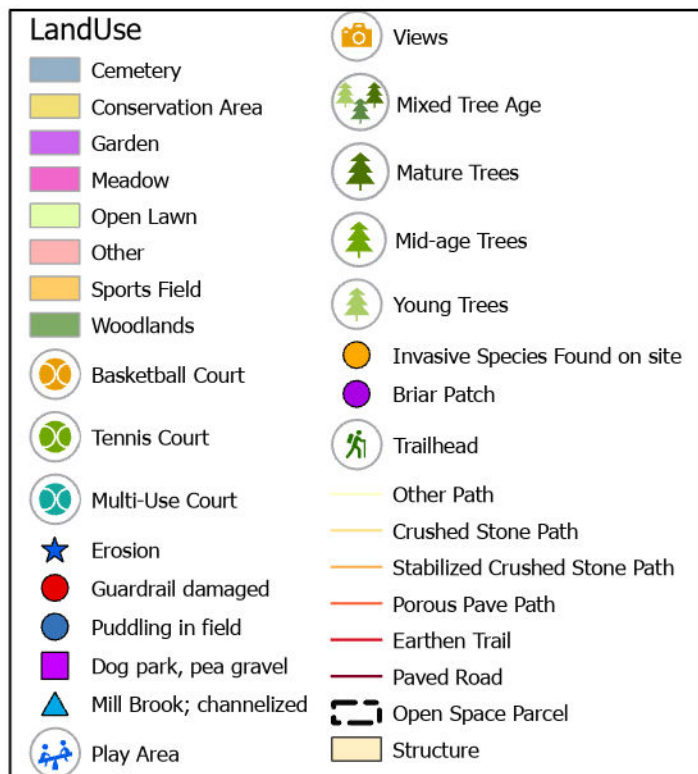 LandUse
Cemetery
Conservation Area
Garden
Meadow
Open Lawn
Other
Sports Field
Woodlands
Basketball Court
Tennis Court
Multi-Use Court
Erosion
Guardrail damaged
Puddling in field
Dog park, pea gravel
Mill Brook; channelized
Play Area
Views
Mixed Tree Age
Mature Trees
Mid-age Trees
Young Trees
Invasive Species Found on site
Briar Patch
Trailhead
Other Path
Crushed Stone Path
Stabilized Crushed Stone Path
Porous Pave Path
Earthen Trail
Paved Road
Open Space Parcel
Structure